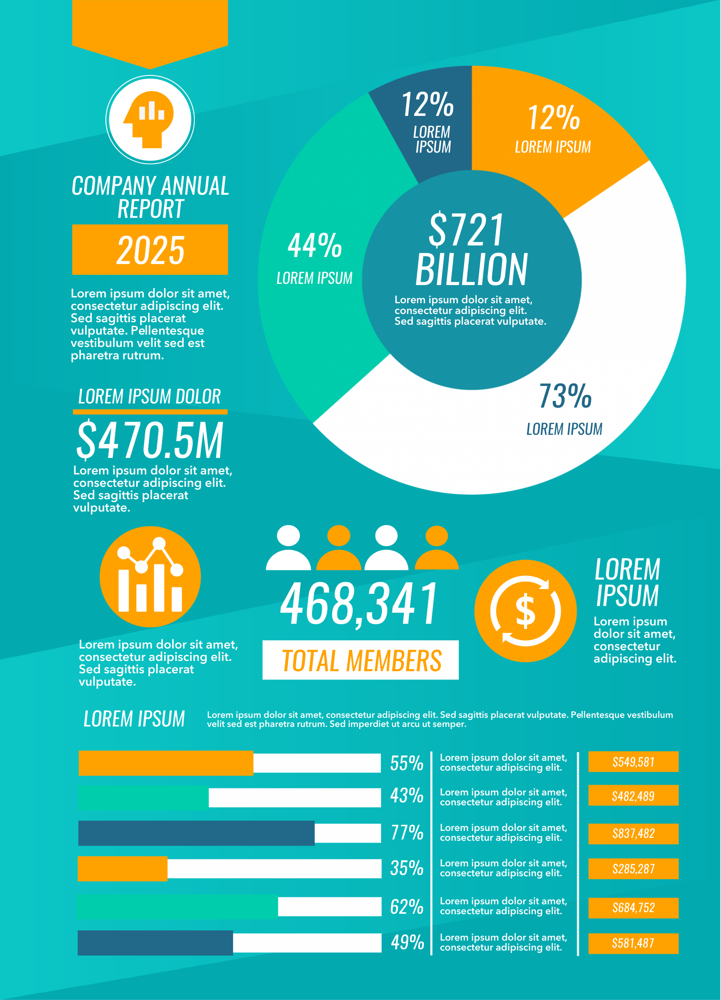 COMPANY ANNUAL
REPORT
2025
Lorem ipsum dolor sit amet,
consectetur adipiscing elit.
Sed sagittis placerat
vulputate. Pellentesque
vestibulum velit sed est
pharetra rutrum.
LOREM IPSUM DOLOR
$470.5M
Lorem ipsum dolor sit amet,
consectetur adipiscing elit.
Sed sagittis placerat
vulputate.
12%
LOREM
IPSUM
12%
LOREM IPSUM
44%
LOREM IPSUM
$721
BILLION
Lorem ipsum dolor sit amet,
consectetur adipiscing elit.
Sed sagittis placerat vulputate.
73%
LOREM IPSUM
Lorem ipsum dolor sit amet,
consectetur adipiscing elit.
Sed sagittis placerat
vulputate.
468,341
TOTAL MEMBERS
$
LOREM
IPSUM
Lorem ipsum
dolor sit amet,
consectetur
adipiscing elit.
LOREM IPSUM
Lorem ipsum dolor sit amet, consectetur adipiscing elit. Sed sagittis placerat vulputate. Pellentesque vestibulum
velit sed est pharetra rutrum. Sed imperdiet ut arcu ut semper.
55%
Lorem ipsum dolor sit amet,
consectetur adipiscing elit.
$549,581
43%
Lorem ipsum dolor sit amet,
consectetur adipiscing elit.
$482,489
77%
Lorem ipsum dolor sit amet,
consectetur adipiscing elit.
$837,482
35%
Lorem ipsum dolor sit amet,
consectetur adipiscing elit.
$285,287
62%
Lorem ipsum dolor sit amet,
consectetur adipiscing elit.
$684,752
49%
Lorem ipsum dolor sit amet,
consectetur adipiscing elit.
$581,487